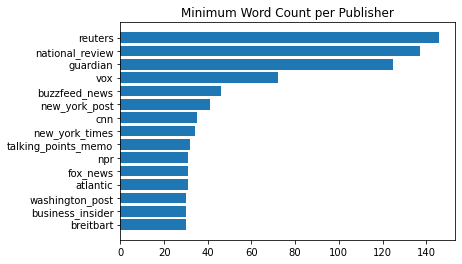 Minimum Word Count per Publisher
reuters
national_review
guardian
vox
buzzfeed_news
new_york_post
cnn
new_york_times
talking_points_memo
npr
fox_news
atlantic
washington_post
business_insider
breitbart
0 20 40 60 80 100 120 140